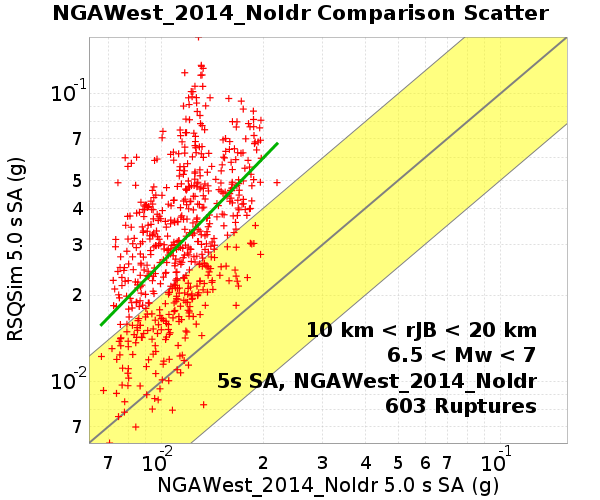 NGAWest_2014_NoIdr Comparison Scatter
RSQSim 5.0 s SA (g)
10⁻¹
7
5
4
3
2
10⁻²
7
10 km < rJB < 20 km
6.5 < Mw < 7
5s SA, NGAWest_2014_NoIdr
603 Ruptures
7 10⁻² 2 3 4 5 6 7 10⁻¹
NGAWest_2014_NoIdr 5.0 s SA (g)